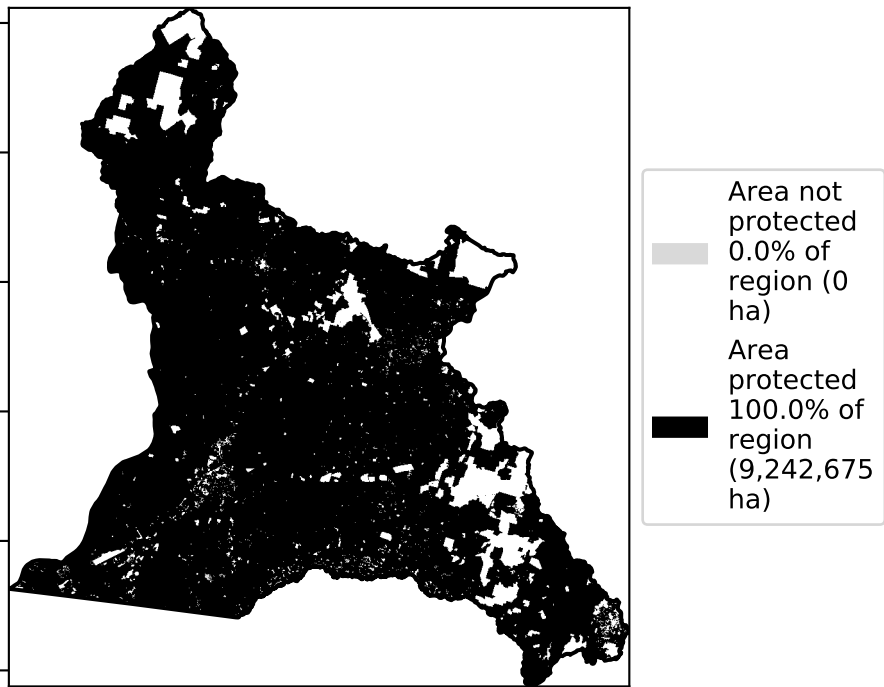 Area not
protected
0.0% of
region (0
ha)
Area
protected
100.0% of
region
(9,242,675
ha)